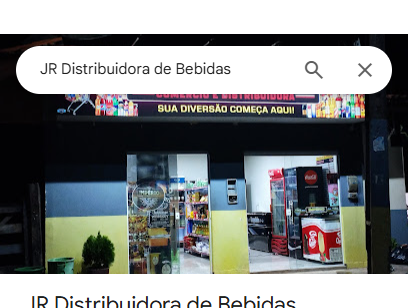 JR Distribuidora de Bebidas
COMÉRCIO E DISTRIBUIDORA
SUA DIVERSÃO COMEÇA AQUI!
Coca-Cola
JR Distribuidora de Bebidas